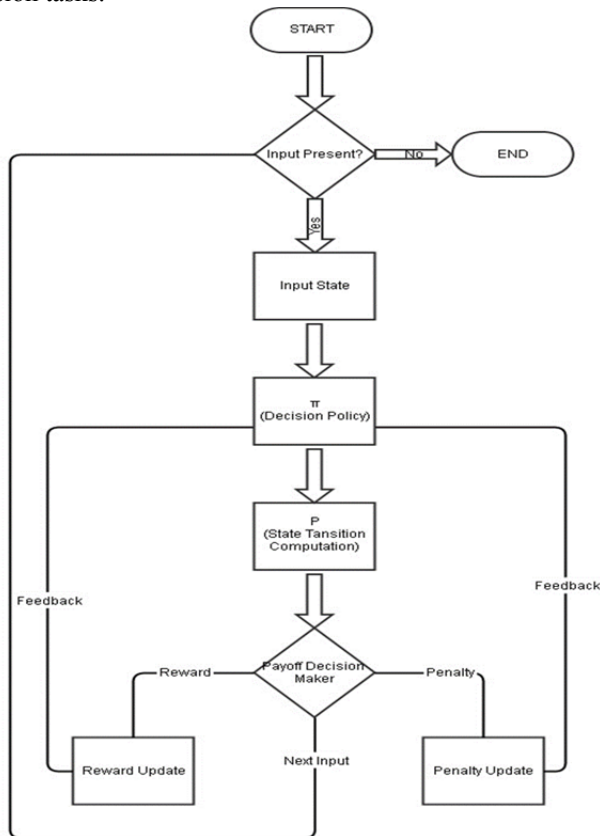 START
Input Present?
No
END
Yes
Input State
π
(Decision Policy)
P
(State Tansition
Computation)
Feedback
Feedback
Payoff Decision
Maker
Reward
Penalty
Reward Update
Next Input
Penalty Update